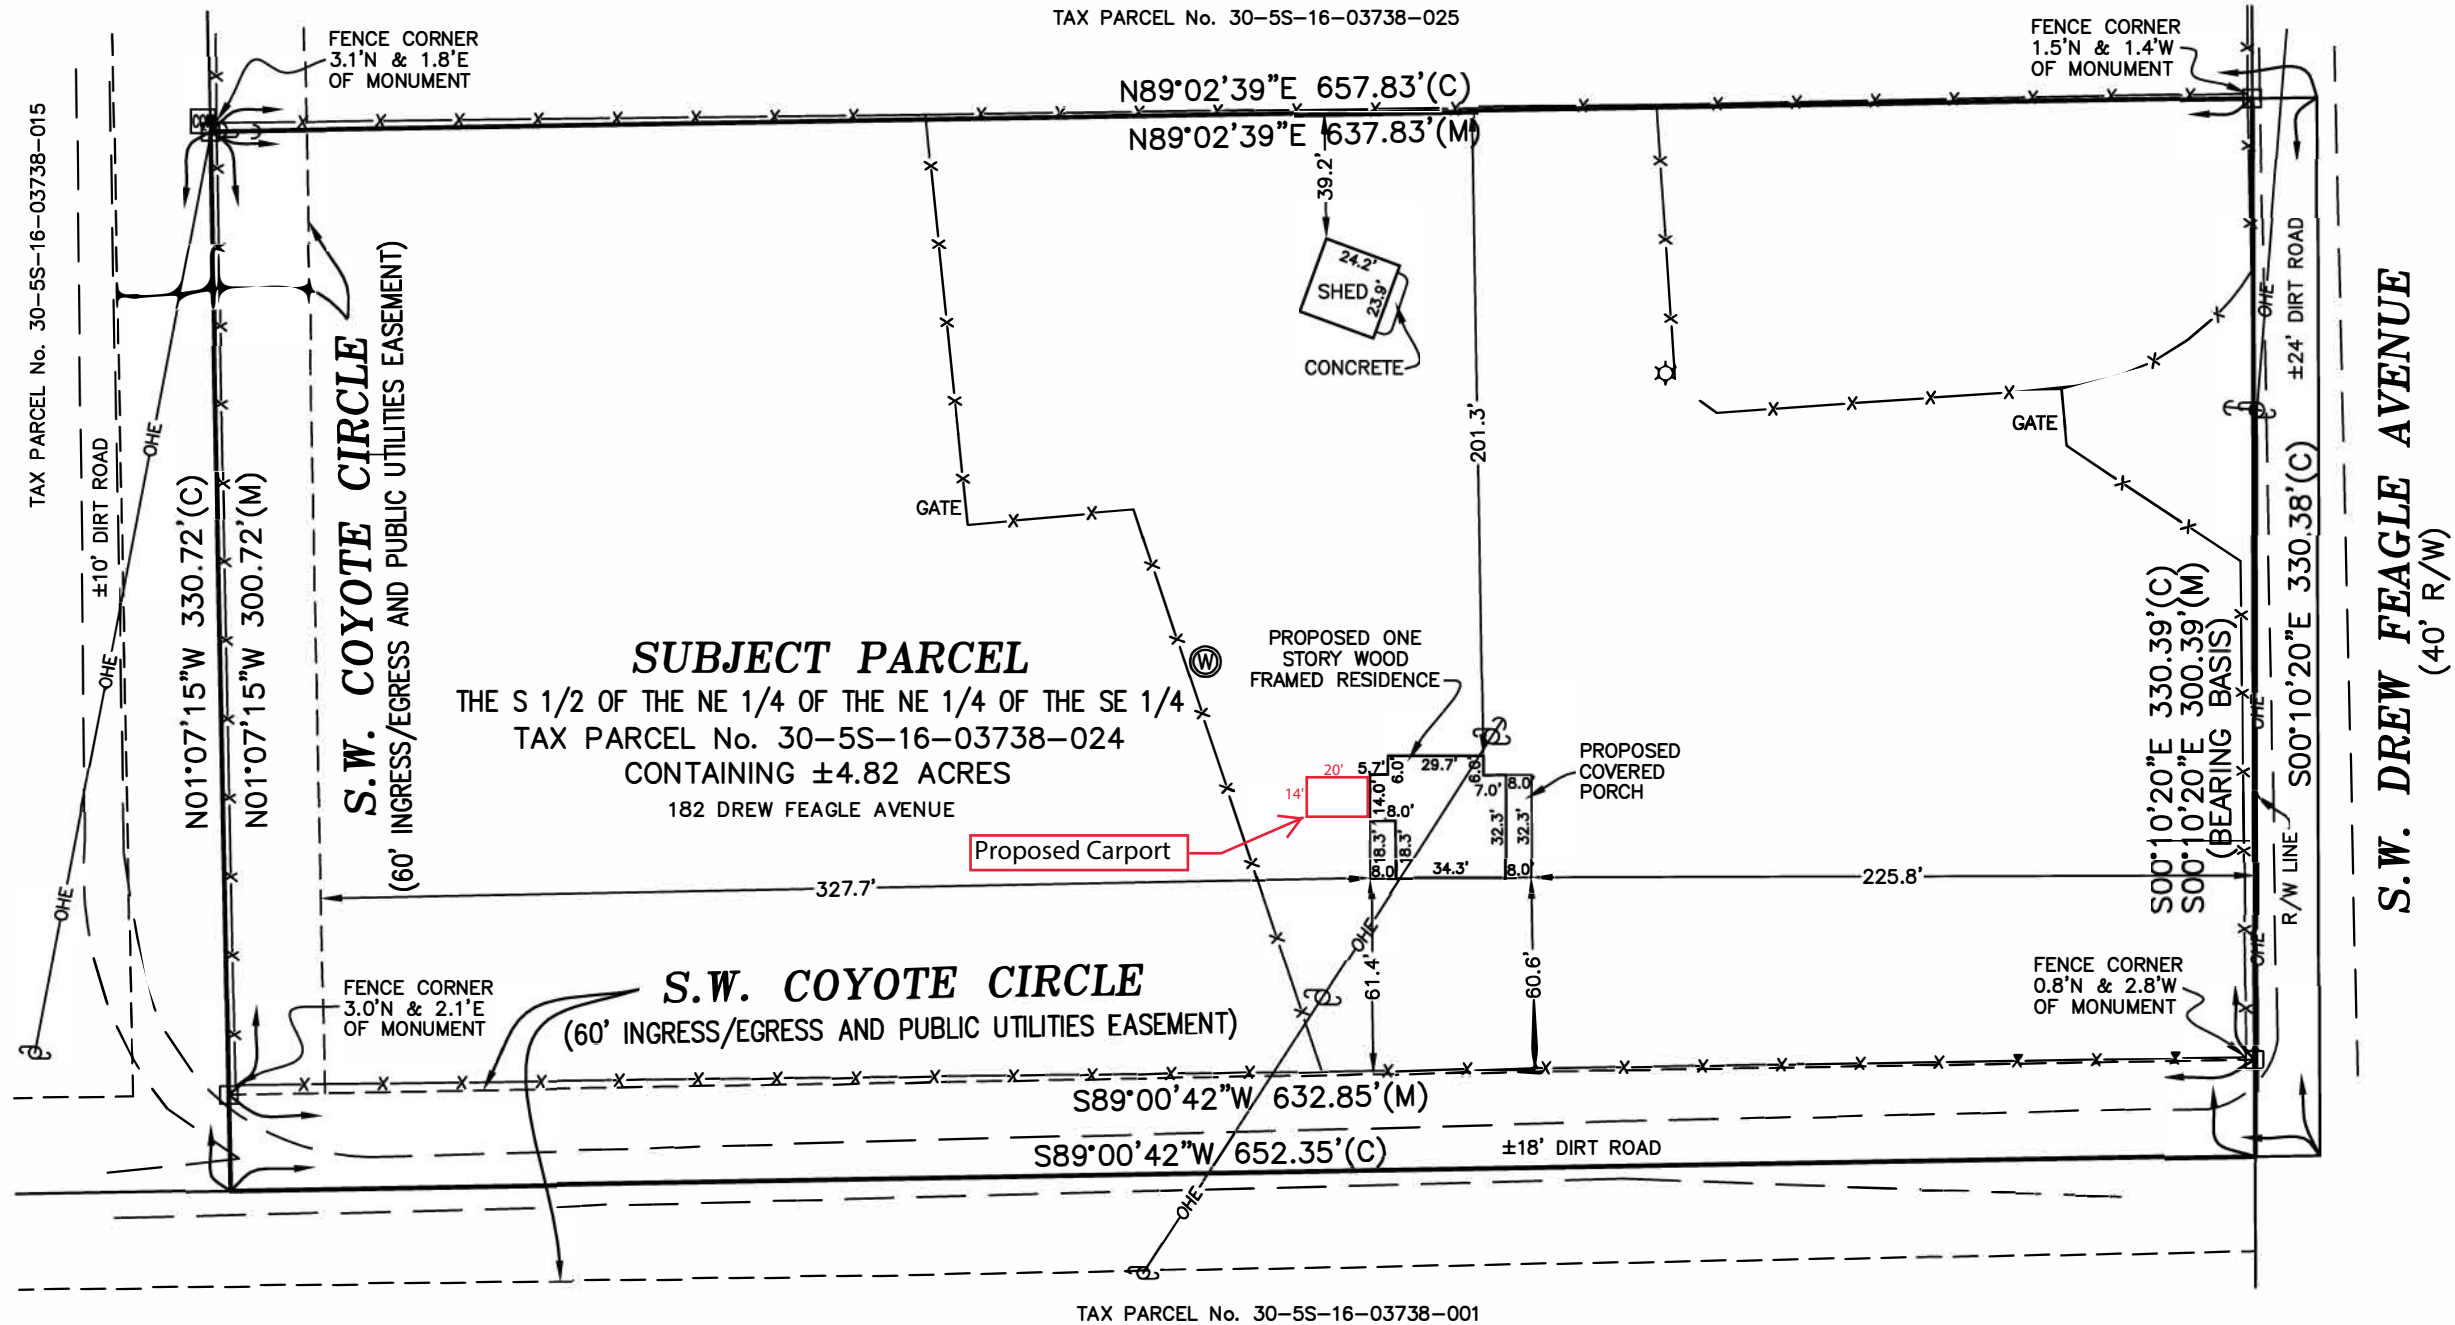 TAX PARCEL No. 30-5S-16-03738-025
FENCE CORNER
3.1'N & 1.8'E
OF MONUMENT
FENCE CORNER
1.5'N & 1.4'W
OF MONUMENT
N89°02'39"E 657.83'(C)
N89°02'39"E 637.83'(M)
TAX PARCEL No. 30-5S-16-03738-015
±10' DIRT ROAD
OHE
OHE
OHE
N01°07'15"W 330.72'(C)
N01°07'15"W 300.72'(M)
S.W. COYOTE CIRCLE
(60' INGRESS/EGRESS AND PUBLIC UTILITIES EASEMENT)
39.2'
24.2'
SHED
23.9'
CONCRETE
201.3'
GATE
GATE
OHE
±24' DIRT ROAD
S.W. DREW FEAGLE AVENUE
(40' R/W)
S00°10'20"E 330.38'(C)
S00°10'20"E 330.39'(C)
S00°10'20"E 300.39'(M)
(BEARING BASIS)
OHE
R/W LINE
OHE
SUBJECT PARCEL
THE S 1/2 OF THE NE 1/4 OF THE NE 1/4 OF THE SE 1/4
TAX PARCEL No. 30-5S-16-03738-024
CONTAINING ±4.82 ACRES
182 DREW FEAGLE AVENUE
W
PROPOSED ONE
STORY WOOD
FRAMED RESIDENCE
PROPOSED
COVERED
PORCH
20'
14'
Proposed Carport
5.7'
6.0'
29.7'
6.0'
7.0'
8.0'
14.0'
8.0'
18.3'
18.3'
32.3'
32.3'
8.0'
34.3'
8.0'
327.7'
225.8'
OHE
61.4'
60.6'
FENCE CORNER
3.0'N & 2.1'E
OF MONUMENT
S.W. COYOTE CIRCLE
(60' INGRESS/EGRESS AND PUBLIC UTILITIES EASEMENT)
FENCE CORNER
0.8'N & 2.8'W
OF MONUMENT
S89°00'42"W 632.85'(M)
S89°00'42"W 652.35'(C)
±18' DIRT ROAD
OHE
TAX PARCEL No. 30-5S-16-03738-001